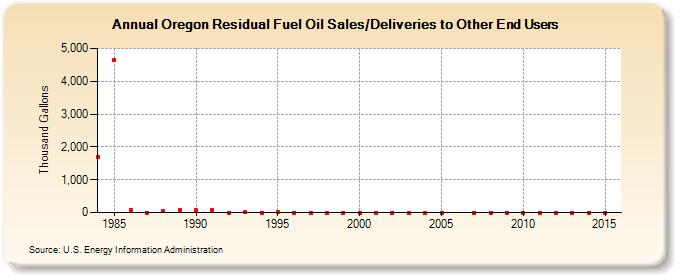 Annual Oregon Residual Fuel Oil Sales/Deliveries to Other End Users
Thousand Gallons
5,000
4,000
3,000
2,000
1,000
0
1985 1990 1995 2000 2005 2010 2015
Source: U.S. Energy Information Administration